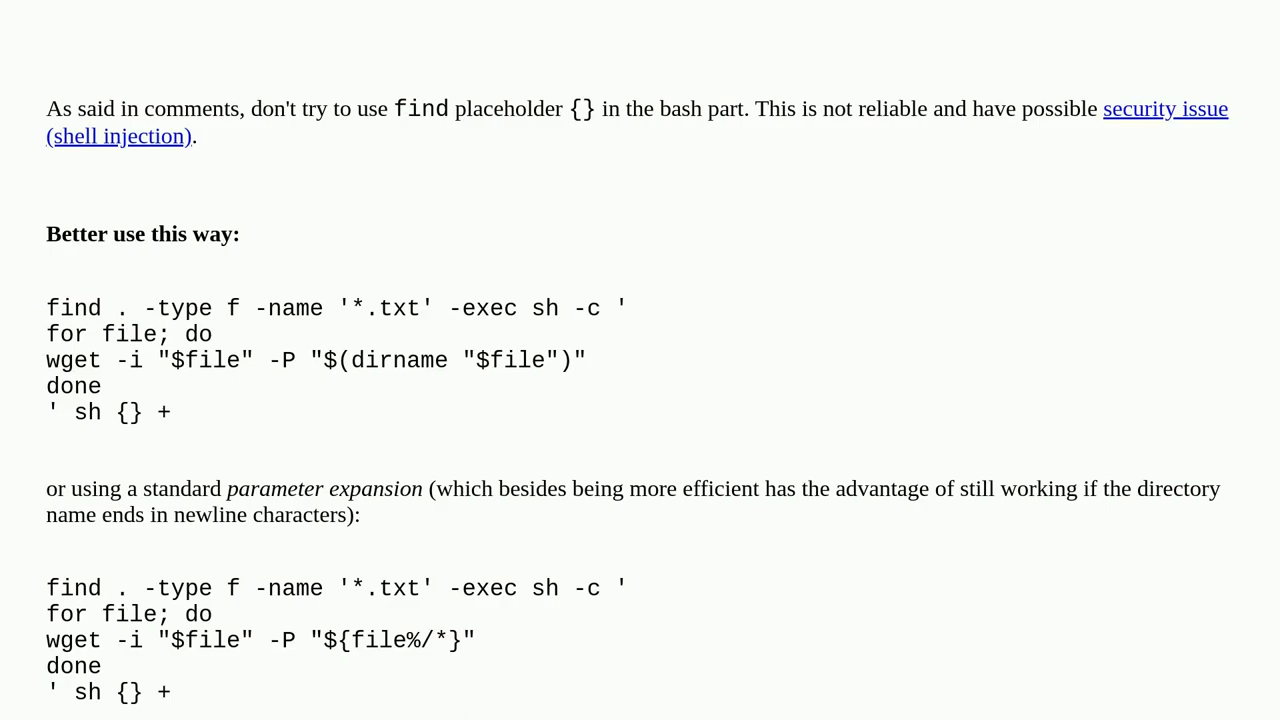 As said in comments, don't try to use find placeholder {} in the bash part. This is not reliable and have possible security issue
(shell injection).
Better use this way:
find . -type f -name '*.txt' -exec sh -c '
for file; do
wget -i "$file" -P "$(dirname "$file")"
done
' sh {} +
or using a standard parameter expansion (which besides being more efficient has the advantage of still working if the directory
name ends in newline characters):
find . -type f -name '*.txt' -exec sh -c '
for file; do
wget -i "$file" -P "${file%/*}"
done
' sh {} +